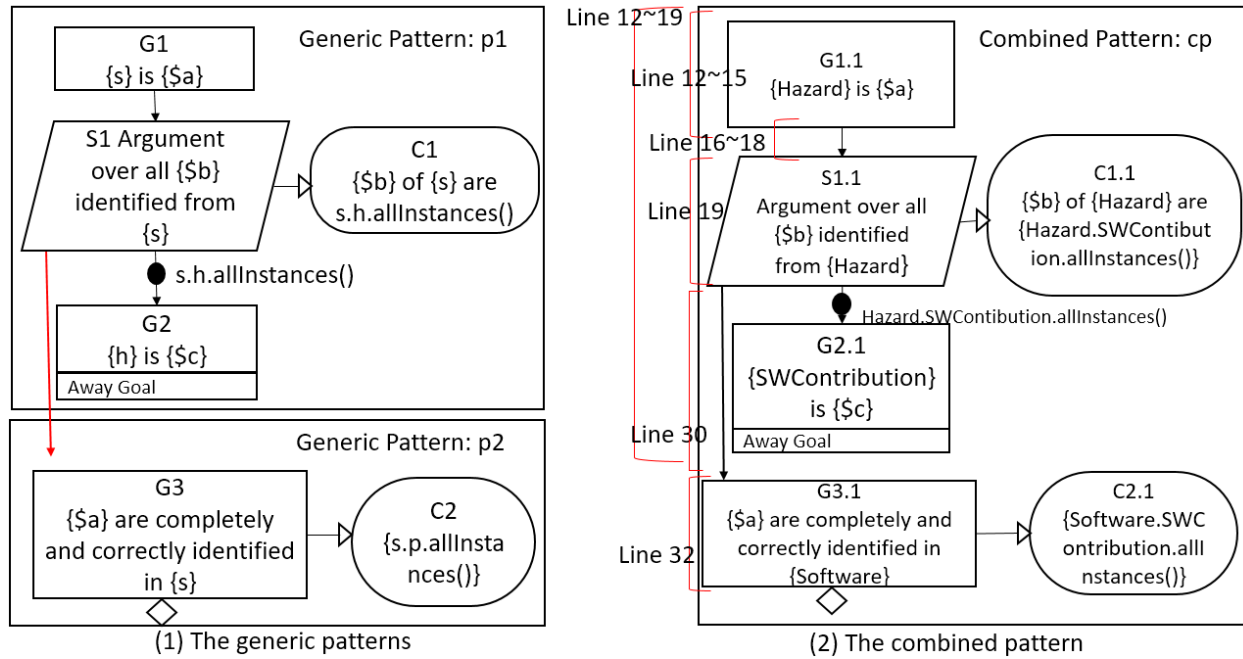 Generic Pattern: p1
G1
{s} is {$a}
S1 Argument
over all {$b}
identified from
{s}
C1
{$b} of {s} are
s.h.allInstances()
s.h.allInstances()
G2
{h} is {$c}
Away Goal
Generic Pattern: p2
G3
{$a} are completely
and correctly identified
in {s}
C2
{s.p.allInsta
nces()}
(1) The generic patterns
Line 12~19
Combined Pattern: cp
Line 12~15
G1.1
{Hazard} is {$a}
Line 16~18
Line 19
S1.1
Argument over all
{$b} identified
from {Hazard}
C1.1
{$b} of {Hazard} are
{Hazard.SWContibut
ion.allInstances()}
Hazard.SWContibution.allInstances()
G2.1
{SWContribution}
is {$c}
Away Goal
Line 30
Line 32
G3.1
{$a} are completely and
correctly identified in
{Software}
C2.1
{Software.SWC
ontribution.allI
nstances()}
(2) The combined pattern